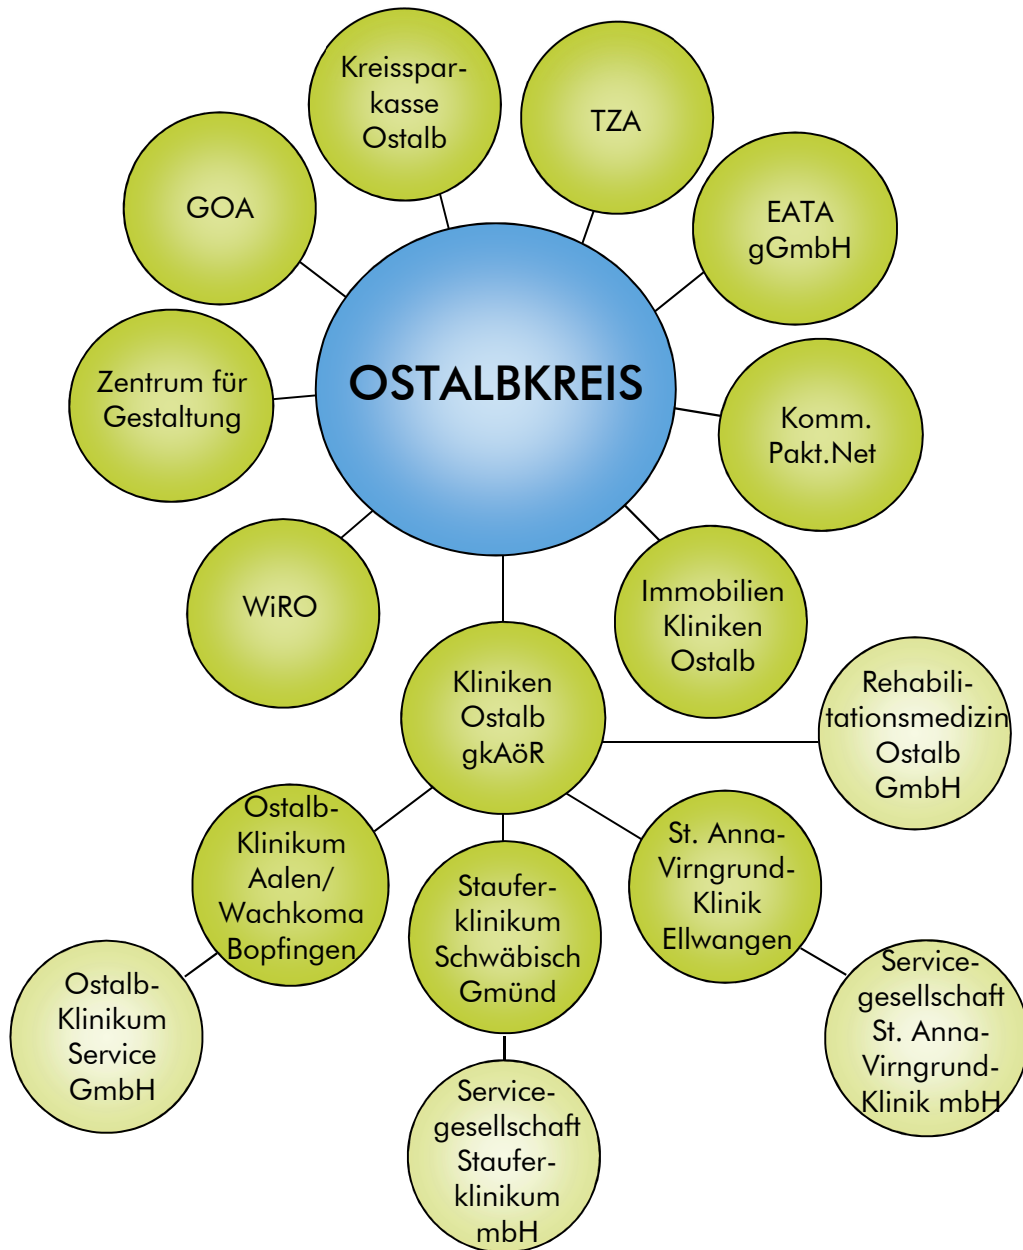 Kreisspar-
kasse
Ostalb
TZA
GOA
EATA
gGmbH
OSTALBKREIS
Zentrum für
Gestaltung
Komm.
Pakt.Net
WiRO
Immobilien
Kliniken
Ostalb
Kliniken
Ostalb
gkAöR
Rehabili-
tationsmedizin
Ostalb
GmbH
Ostalb-
Klinikum
Aalen/
Wachkoma
Bopfingen
Staufer-
klinikum
Schwäbisch
Gmünd
St. Anna-
Virngrund-
Klinik
Ellwangen
Ostalb-
Klinikum
Service
GmbH
Service-
gesellschaft
Staufer-
klinikum
mbH
Service-
gesellschaft
St. Anna-
Virngrund-
Klinik mbH